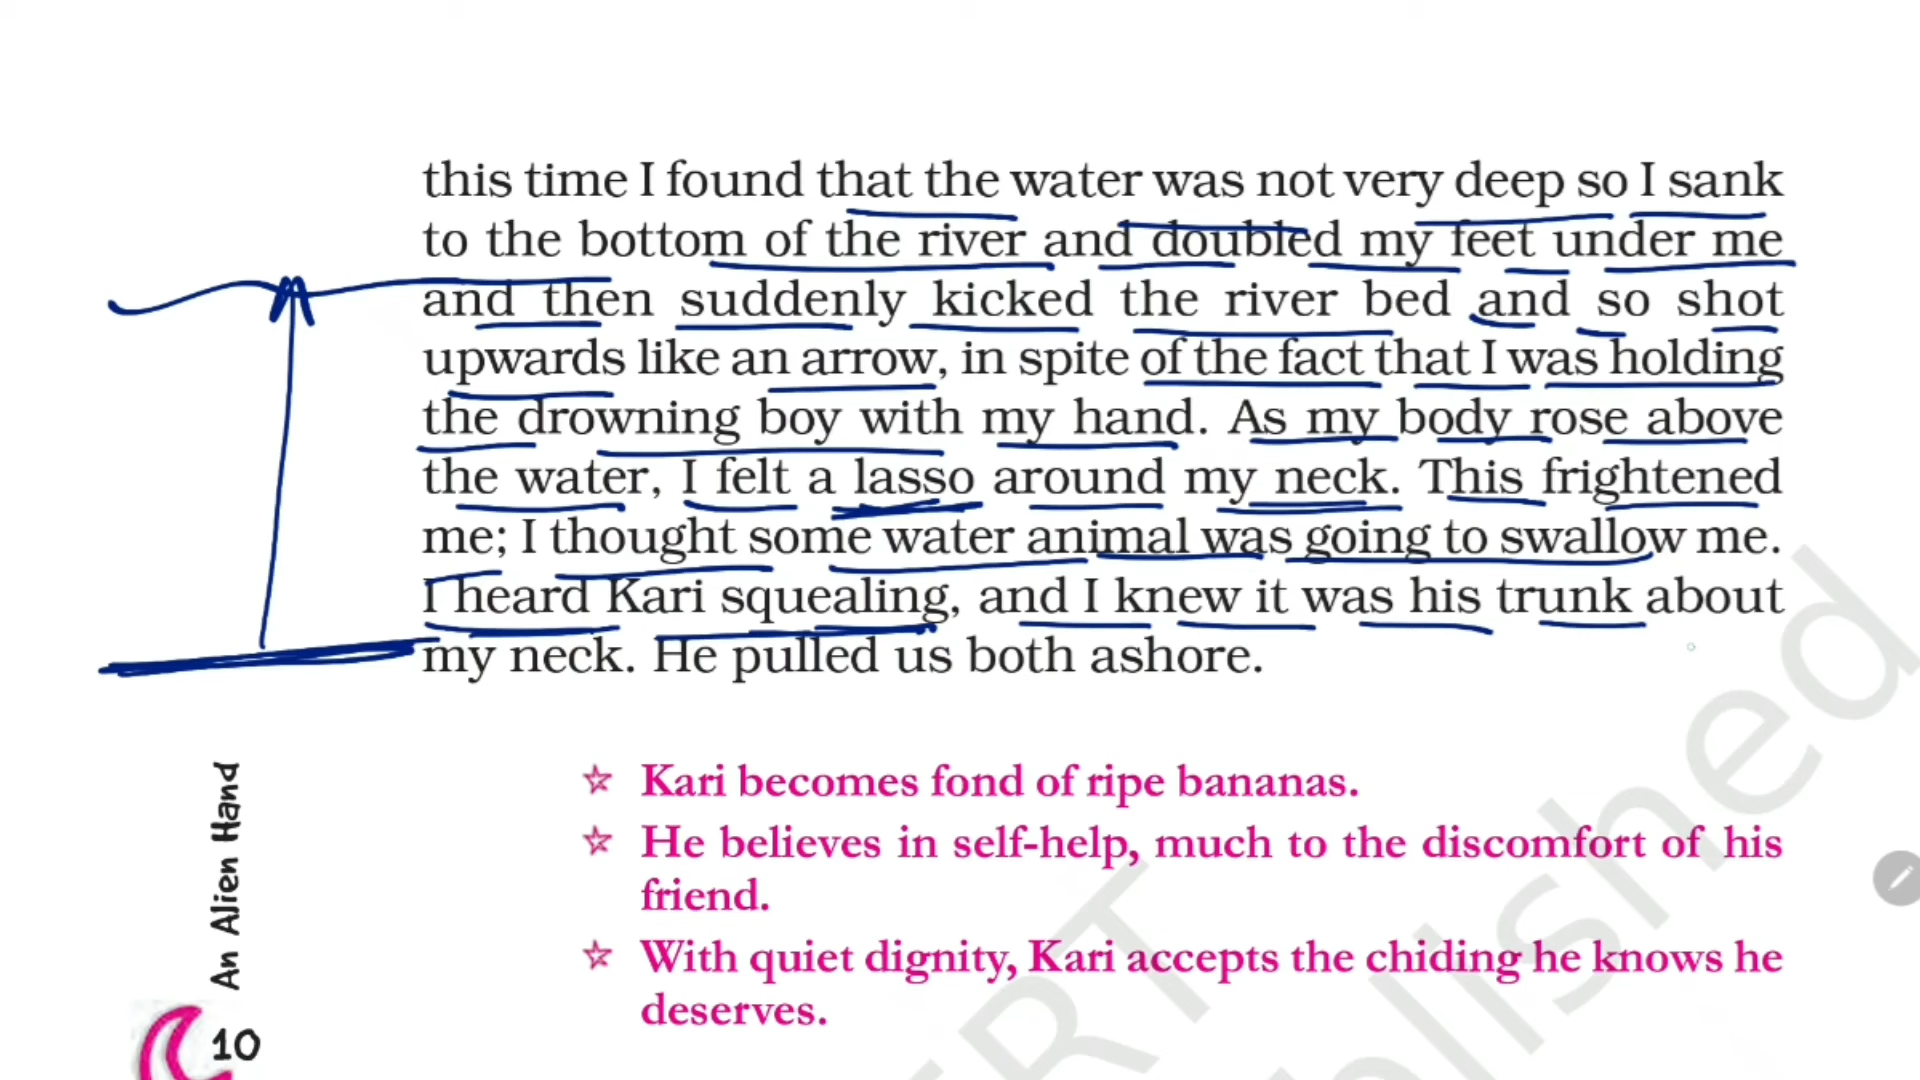 this time I found that the water was not very deep so I sank
to the bottom of the river and doubled my feet under me
and then suddenly kicked the river bed and so shot
upwards like an arrow, in spite of the fact that I was holding
the drowning boy with my hand. As my body rose above
the water, I felt a lasso around my neck. This frightened
me; I thought some water animal was going to swallow me.
I heard Kari squealing, and I knew it was his trunk about
my neck. He pulled us both ashore.
☆ Kari becomes fond of ripe bananas.
☆ He believes in self-help, much to the discomfort of his
friend.
☆ With quiet dignity, Kari accepts the chiding he knows he
deserves.
An Alien Hand
10